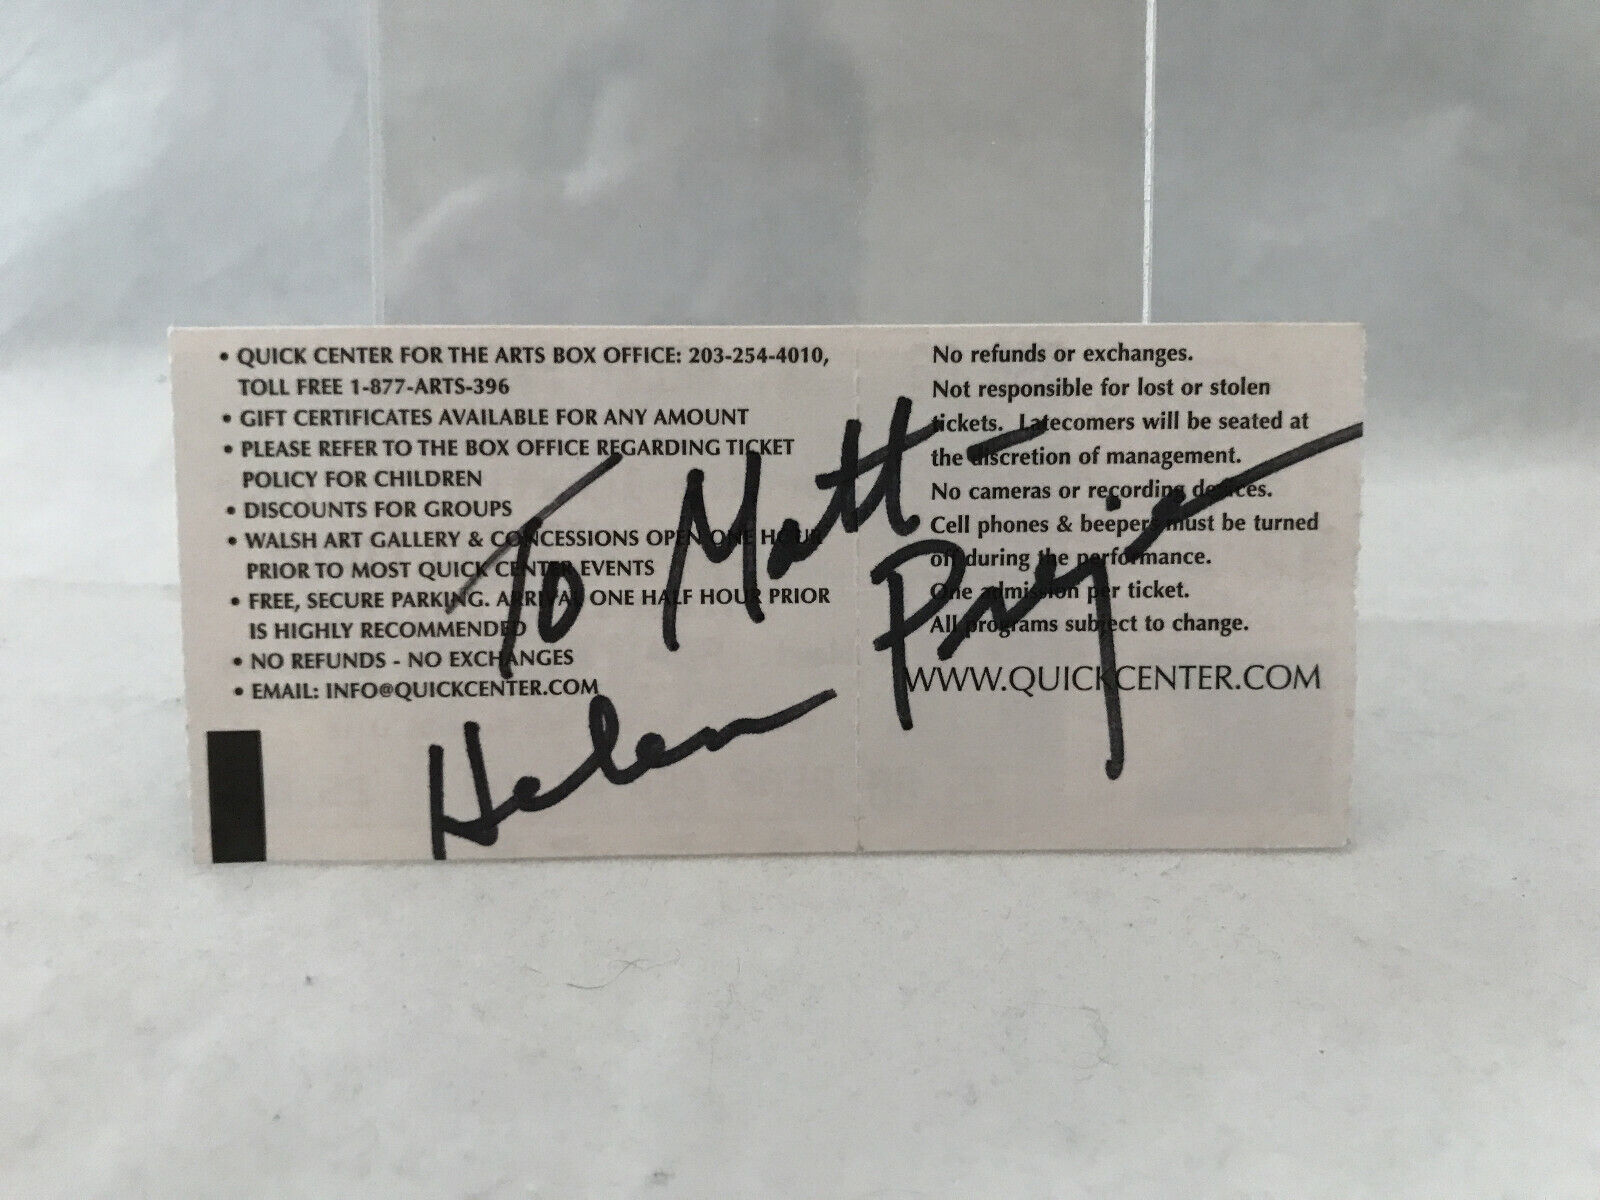 • QUICK CENTER FOR THE ARTS BOX OFFICE: 203-254-4010,
TOLL FREE 1-877-ARTS-396
• GIFT CERTIFICATES AVAILABLE FOR ANY AMOUNT
• PLEASE REFER TO THE BOX OFFICE REGARDING TICKET
POLICY FOR CHILDREN
• DISCOUNTS FOR GROUPS
• WALSH ART GALLERY & CONCESSIONS OPEN ONE HOUR
PRIOR TO MOST QUICK CENTER EVENTS
• FREE, SECURE PARKING. ARRIVAL ONE HALF HOUR PRIOR
IS HIGHLY RECOMMENDED
• NO REFUNDS - NO EXCHANGES
• EMAIL: INFO@QUICKCENTER.COM
No refunds or exchanges.
Not responsible for lost or stolen
tickets. Latecomers will be seated at
the discretion of management.
No cameras or recording devices.
Cell phones & beepers must be turned
off during the performance.
One admission per ticket.
All programs subject to change.
WWW.QUICKCENTER.COM
To Matt -
Helen